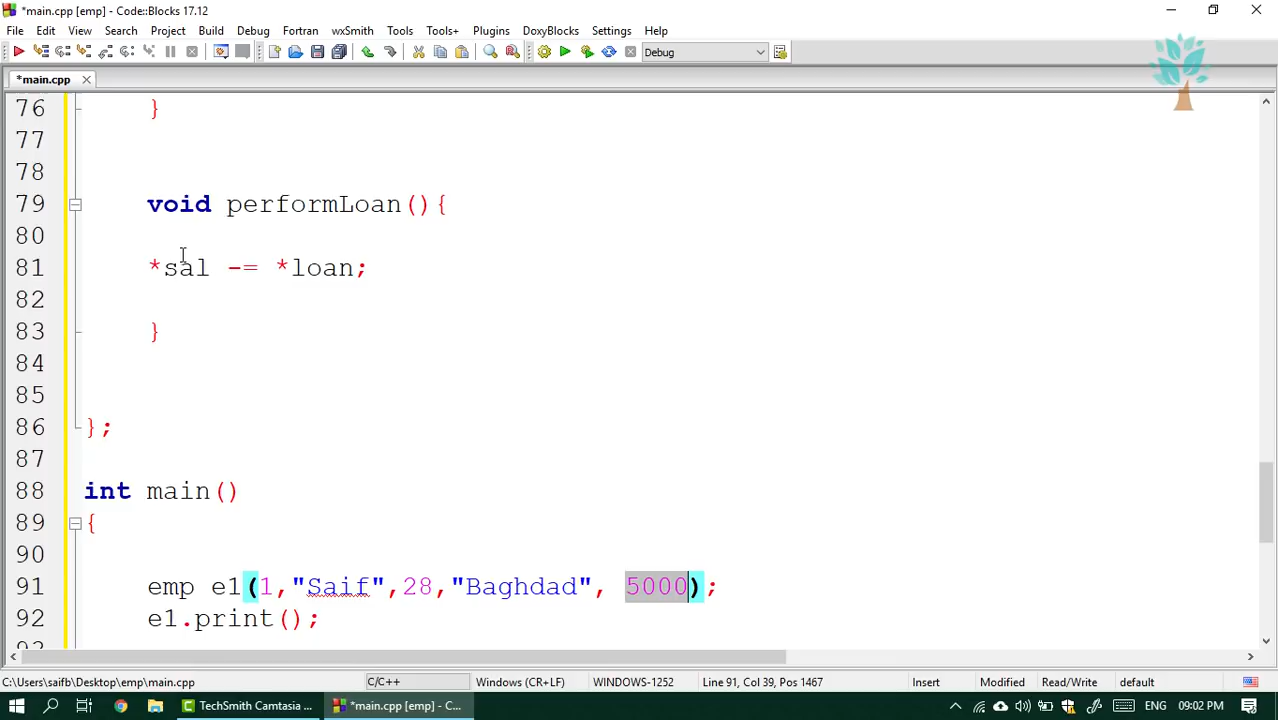 *main.cpp [emp] - Code::Blocks 17.12
File Edit View Search Project Build Debug Fortran wxSmith Tools Tools+ Plugins DoxyBlocks Settings Help
Debug
*main.cpp
76 }
77
78
79 void performLoan(){
80
81 *sal -= *loan;
82
83 }
84
85
86 };
87
88 int main()
89 {
90
91 emp e1(1,"Saif",28,"Baghdad", 5000);
92 e1.print();
93
C:\Users\saifb\Desktop\emp\main.cpp C/C++ Windows (CR+LF) WINDOWS-1252 Line 91, Col 39, Pos 1467 Insert Modified Read/Write default
TechSmith Camtasia ... *main.cpp [emp] - C... ENG 09:02 PM